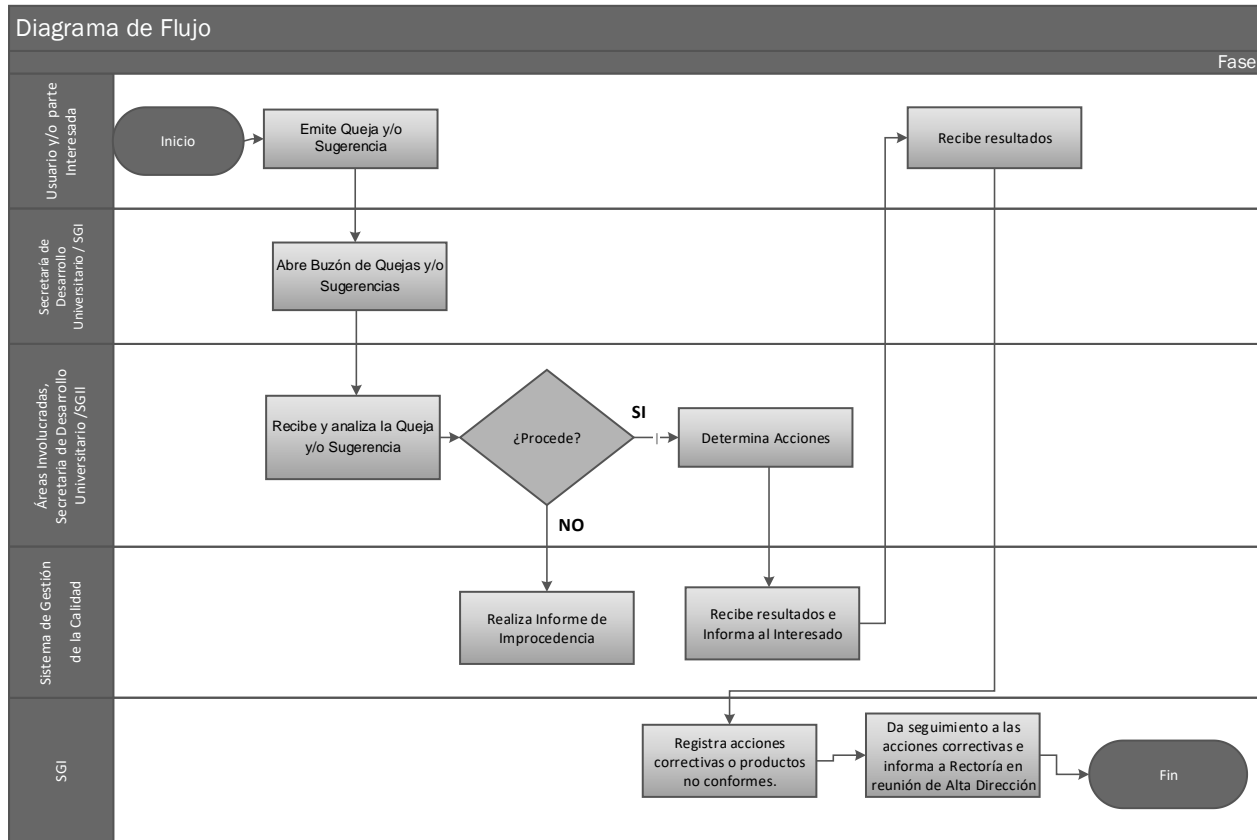 Diagrama de Flujo
Fase
Usuario y/o parte
Interesada
Inicio
Emite Queja y/o
Sugerencia
Recibe resultados
Secretaría de
Desarrollo
Universitario / SGI
Abre Buzón de Quejas y/o
Sugerencias
Áreas Involucradas,
Secretaria de Desarrollo
Universitario /SGII
Recibe y analiza la Queja
y/o Sugerencia
¿Procede?
SI
Determina Acciones
NO
Sistema de Gestión
de la Calidad
Realiza Informe de
Improcedencia
Recibe resultados e
Informa al Interesado
SGI
Registra acciones
correctivas o productos
no conformes.
Da seguimiento a las
acciones correctivas e
informa a Rectoría en
reunión de Alta Dirección
Fin